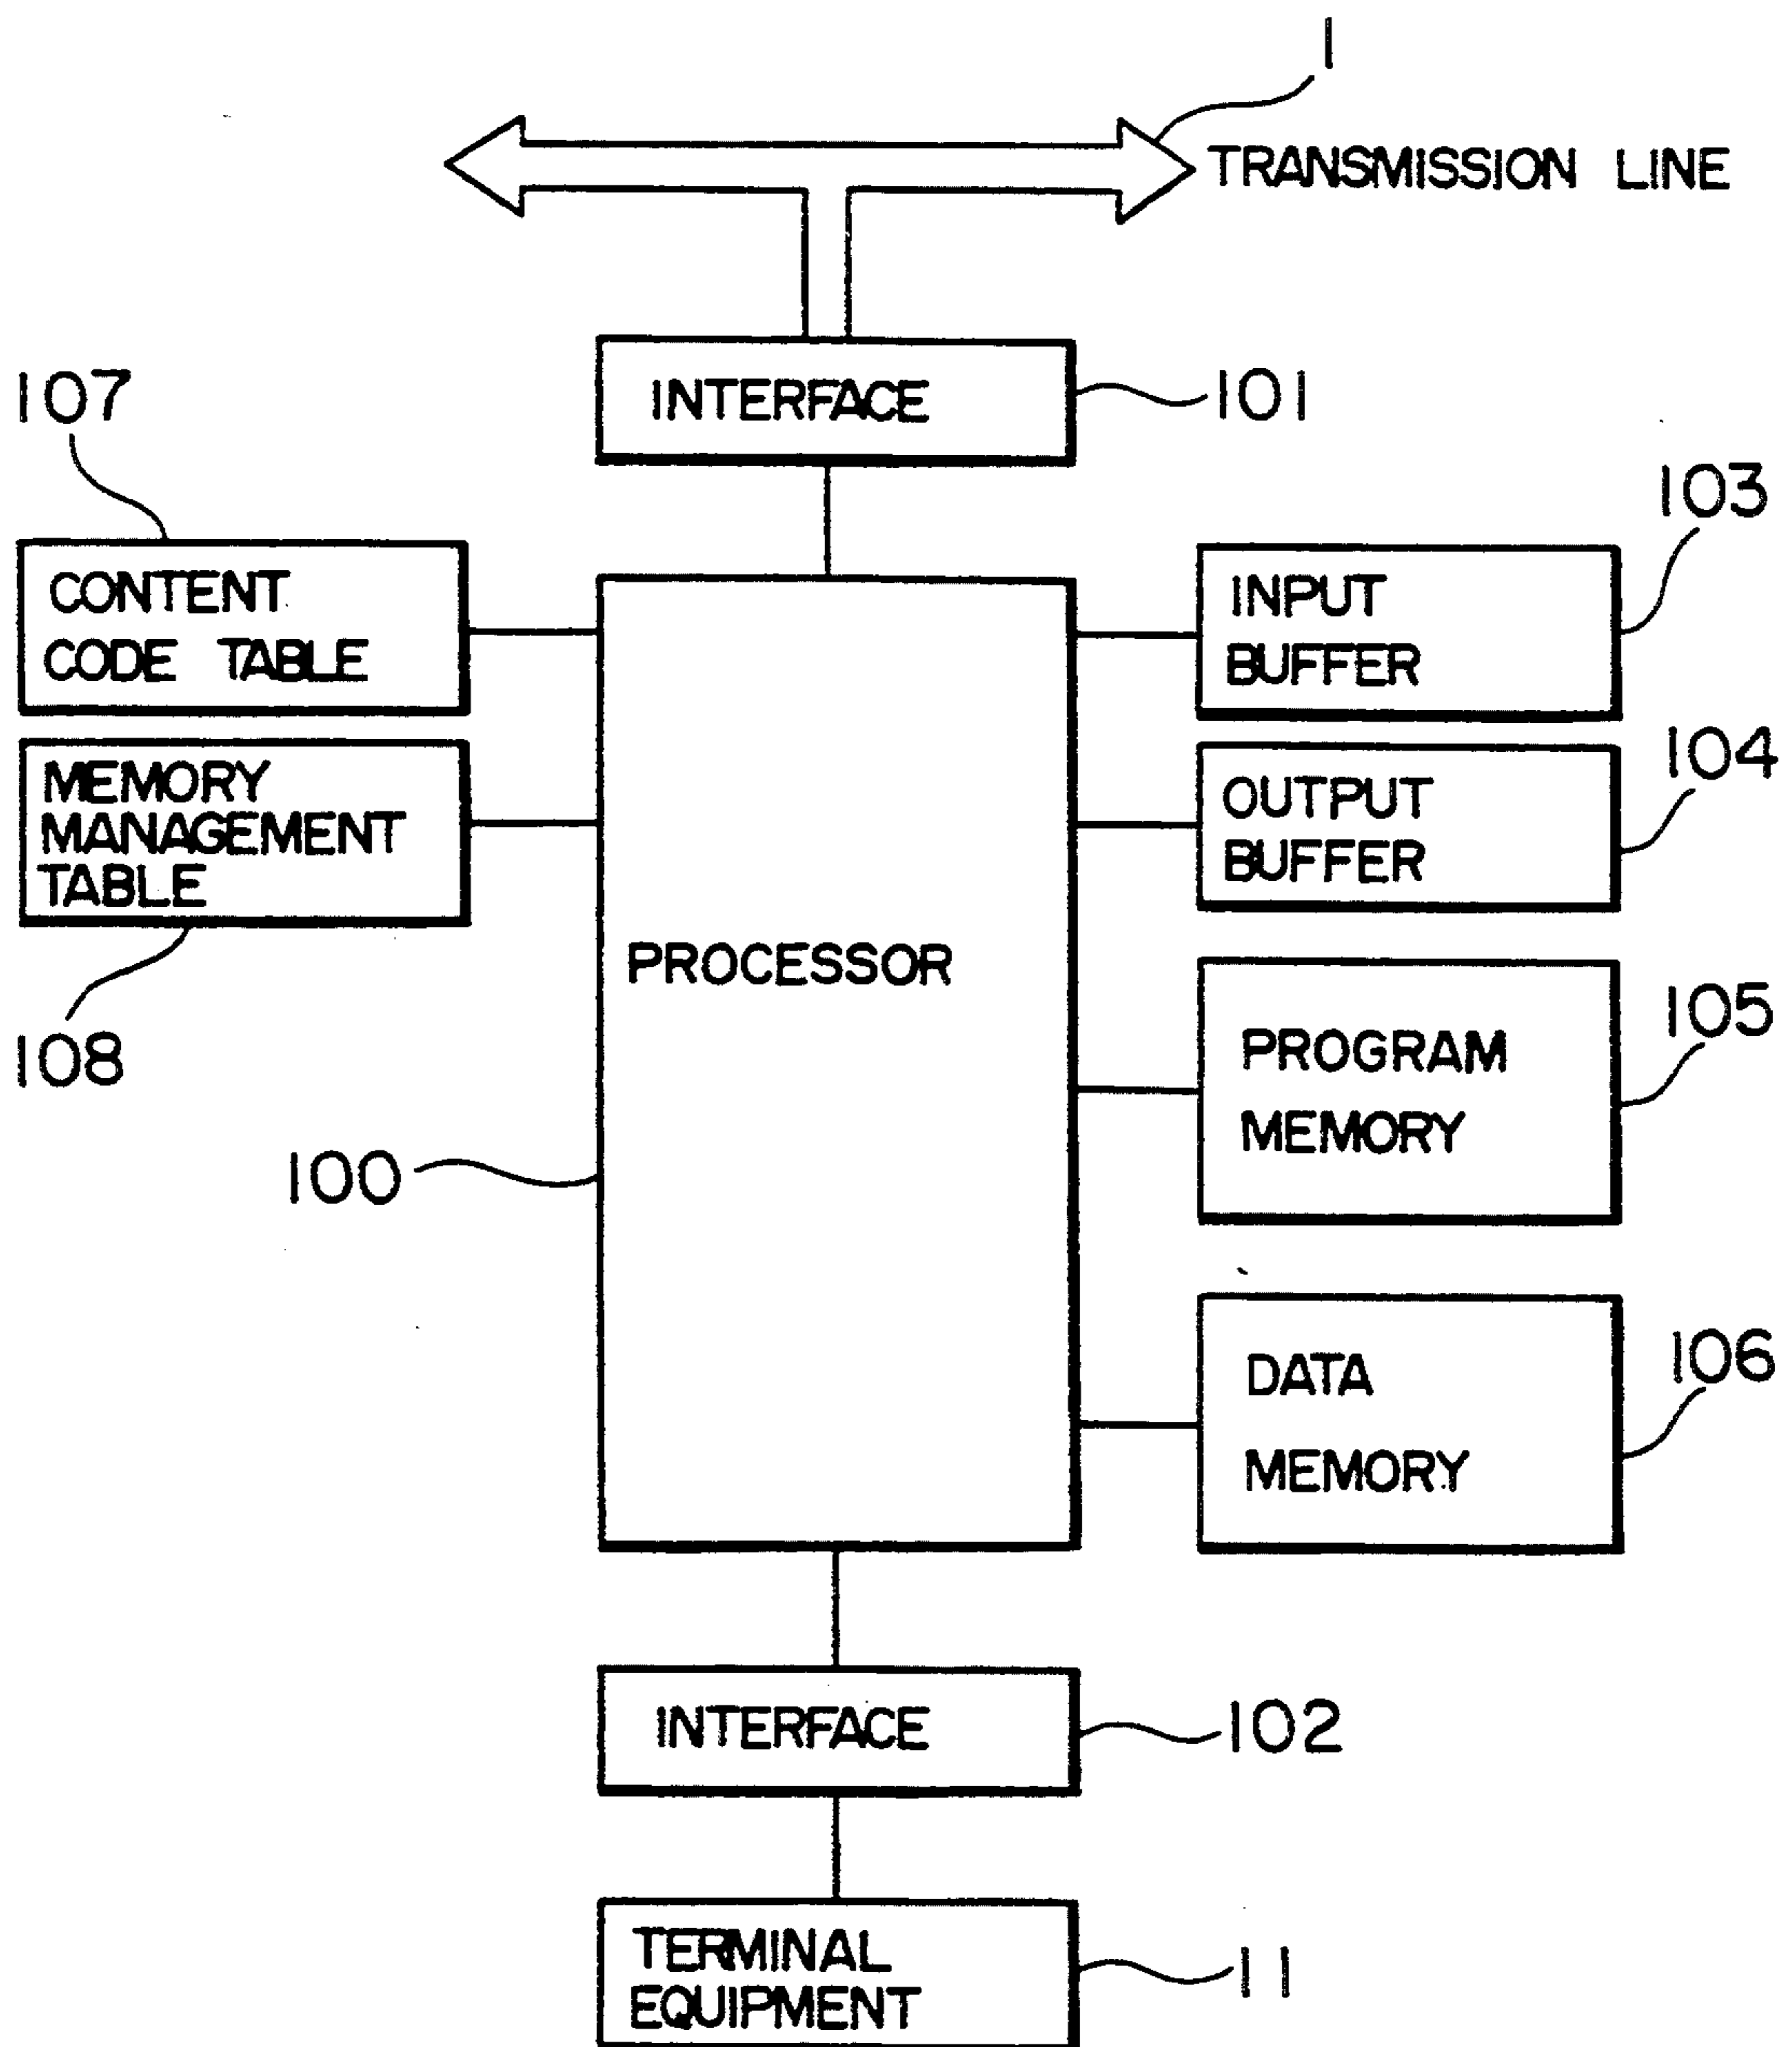 1
TRANSMISSION LINE
INTERFACE
101
107
103
CONTENT
CODE TABLE
INPUT
BUFFER
104
MEMORY
MANAGEMENT
TABLE
OUTPUT
BUFFER
108
PROCESSOR
105
PROGRAM
MEMORY
100
106
DATA
MEMORY
INTERFACE
102
TERMINAL
EQUIPMENT
11